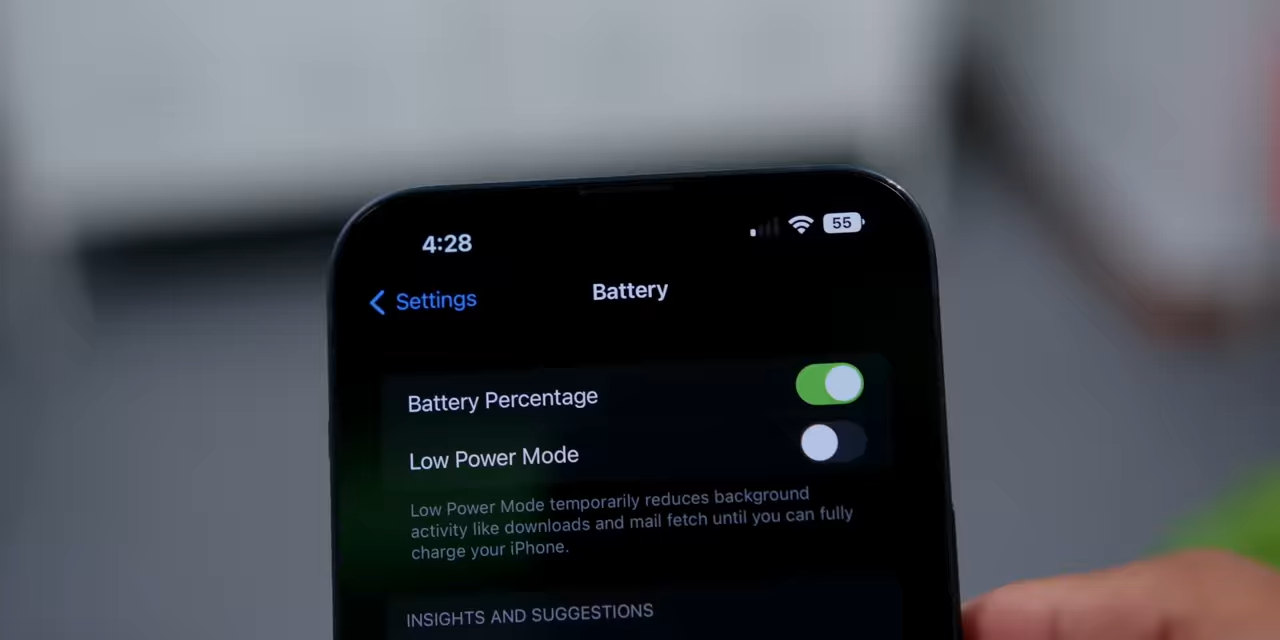 4:28
55
Settings
Battery
Battery Percentage
Low Power Mode
Low Power Mode temporarily reduces background
activity like downloads and mail fetch until you can fully
charge your iPhone.
INSIGHTS AND SUGGESTIONS